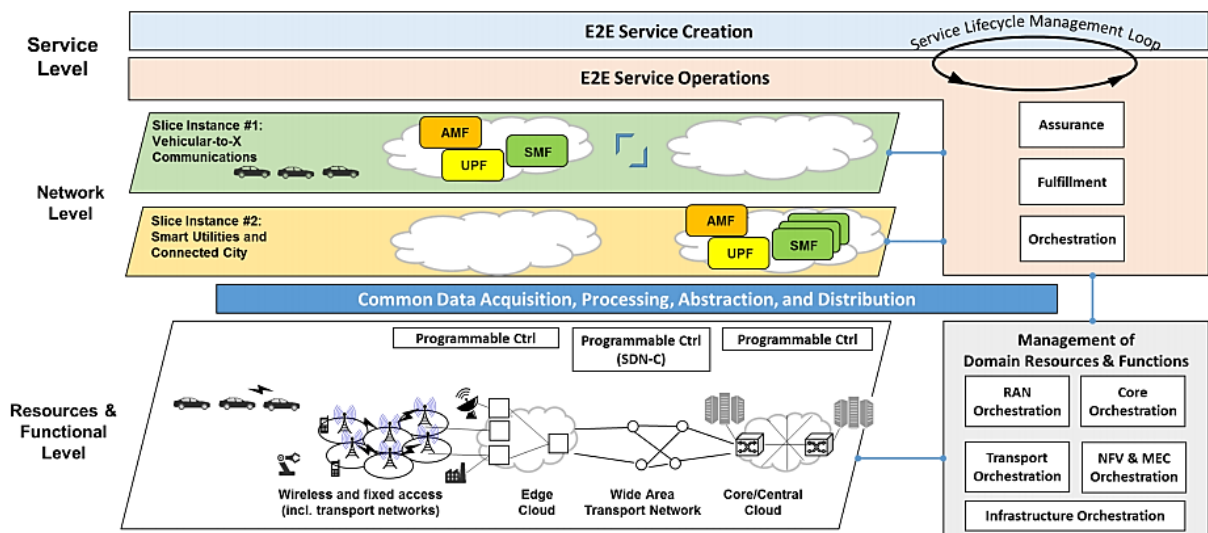 Service
Level
E2E Service Creation
Service Lifecycle Management Loop
E2E Service Operations
Network
Level
Slice Instance #1:
Vehicular-to-X
Communications
AMF
SMF
UPF
Slice Instance #2:
Smart Utilities and
Connected City
AMF
SMF
UPF
Assurance
Fulfillment
Orchestration
Common Data Acquisition, Processing, Abstraction, and Distribution
Resources &
Functional
Level
Programmable Ctrl
Programmable Ctrl
(SDN-C)
Programmable Ctrl
Wireless and fixed access
(incl. transport networks)
Edge
Cloud
Wide Area
Transport Network
Core/Central
Cloud
Management of
Domain Resources & Functions
RAN
Orchestration
Core
Orchestration
Transport
Orchestration
NFV & MEC
Orchestration
Infrastructure Orchestration